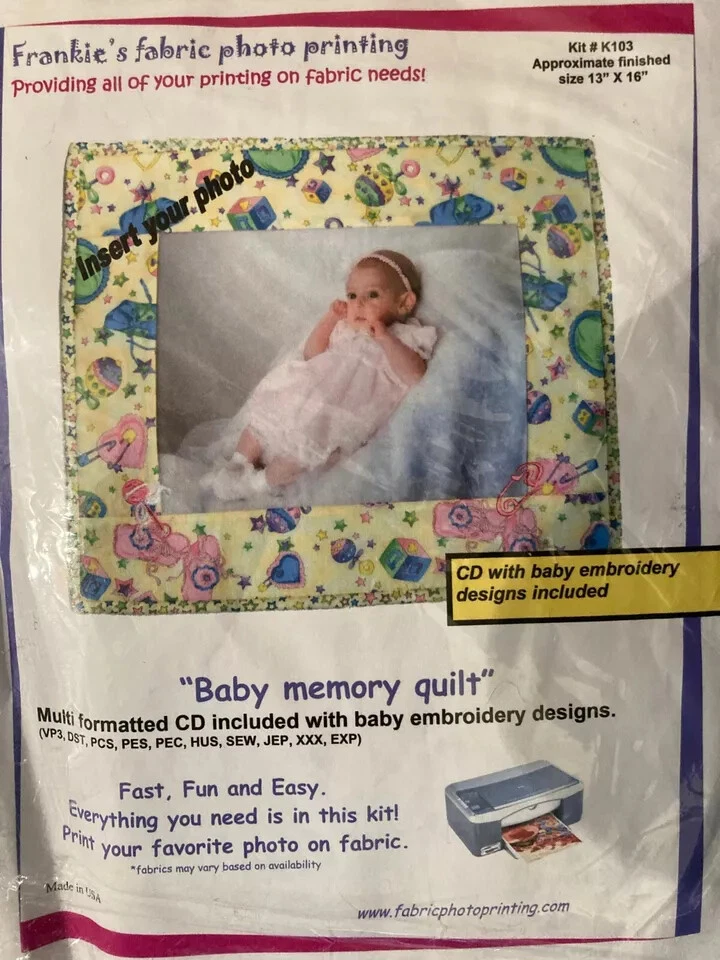 Frankie's fabric photo printing
Providing all of your printing on fabric needs!
Kit # K103
Approximate finished
size 13" X 16"
Insert your photo
CD with baby embroidery
designs included
"Baby memory quilt"
Multi formatted CD included with baby embroidery designs.
(VP3, DST, PCS, PES, PEC, HUS, SEW, JEP, XXX, EXP)
Fast, Fun and Easy.
Everything you need is in this kit!
Print your favorite photo on fabric.
*fabrics may vary based on availability
Made in USA
www.fabricphotoprinting.com